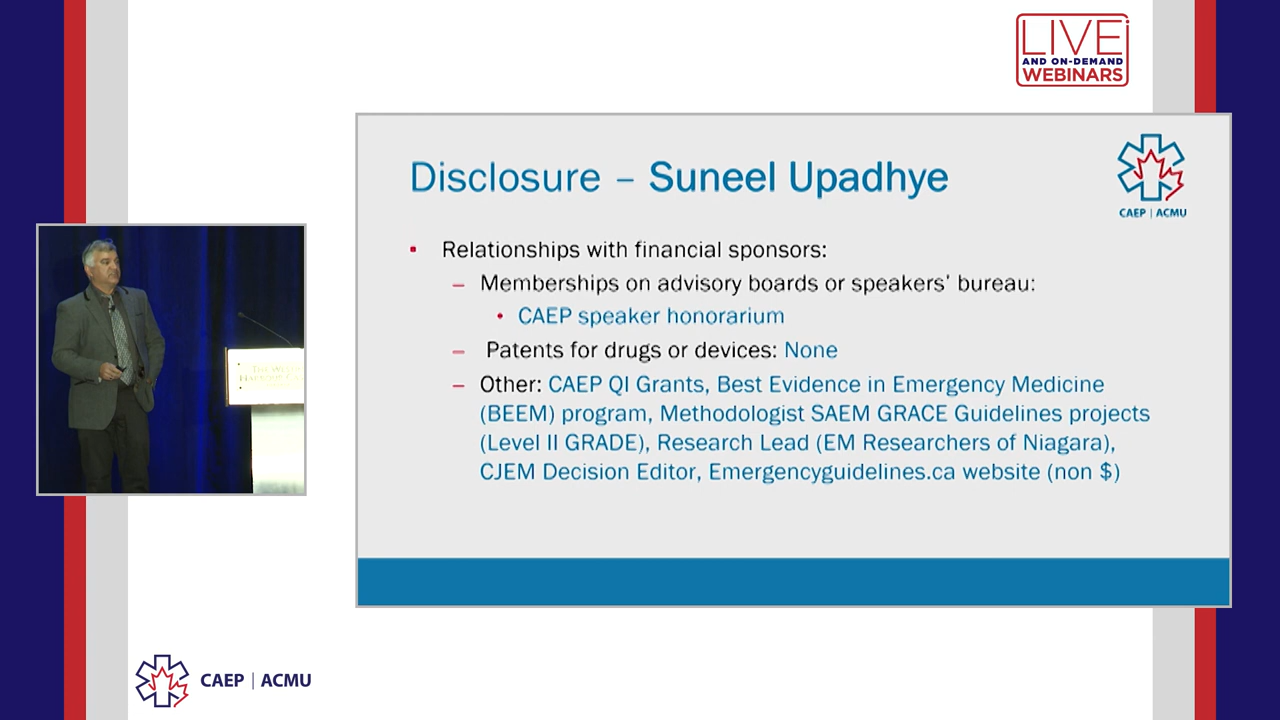 LIVE
AND ON-DEMAND
WEBINARS
Disclosure – Suneel Upadhye
CAEP | ACMU
• Relationships with financial sponsors:
– Memberships on advisory boards or speakers' bureau:
• CAEP speaker honorarium
– Patents for drugs or devices: None
– Other: CAEP QI Grants, Best Evidence in Emergency Medicine
(BEEM) program, Methodologist SAEM GRACE Guidelines projects
(Level II GRADE), Research Lead (EM Researchers of Niagara),
CJEM Decision Editor, Emergencyguidelines.ca website (non $)
CAEP | ACMU